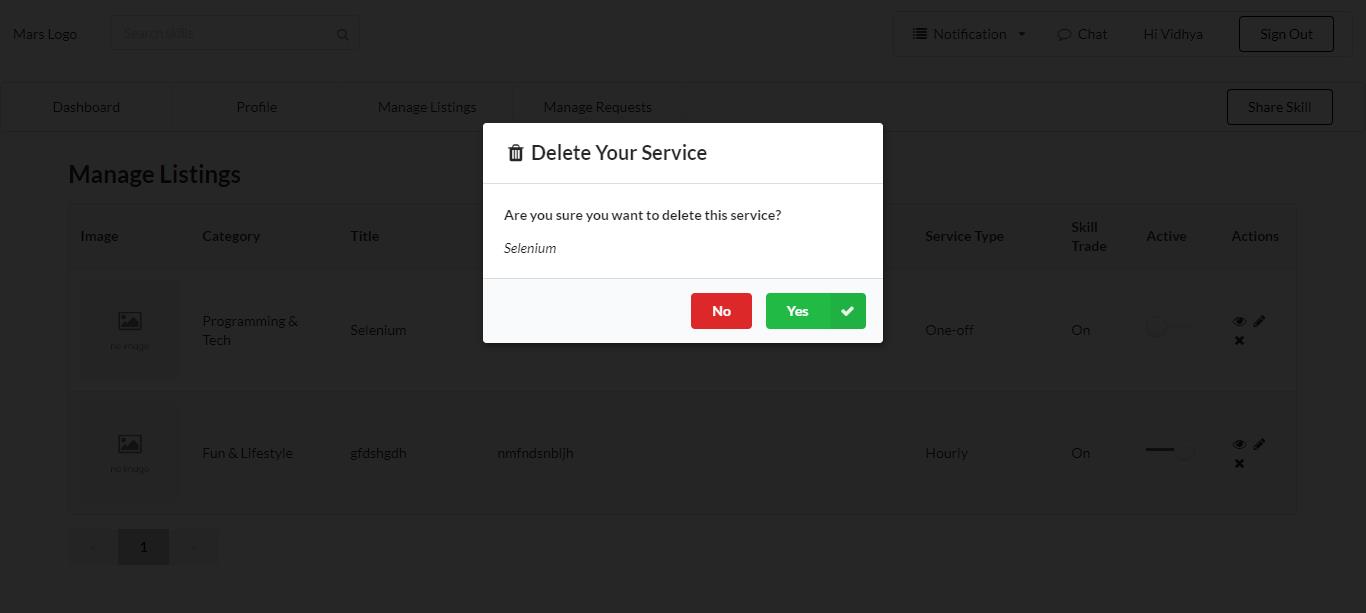 Mars Logo
Search skills
Notification
Chat
Hi Vidhya
Sign Out
Dashboard
Profile
Manage Listings
Manage Requests
Share Skill
Delete Your Service
Are you sure you want to delete this service?
Selenium
No
Yes
Manage Listings
Image
Category
Title
Service Type
Skill
Trade
Active
Actions
no image
Programming &
Tech
Selenium
One-off
On
no image
Fun & Lifestyle
gfdshgdh
nmfndsnbljh
Hourly
On
1